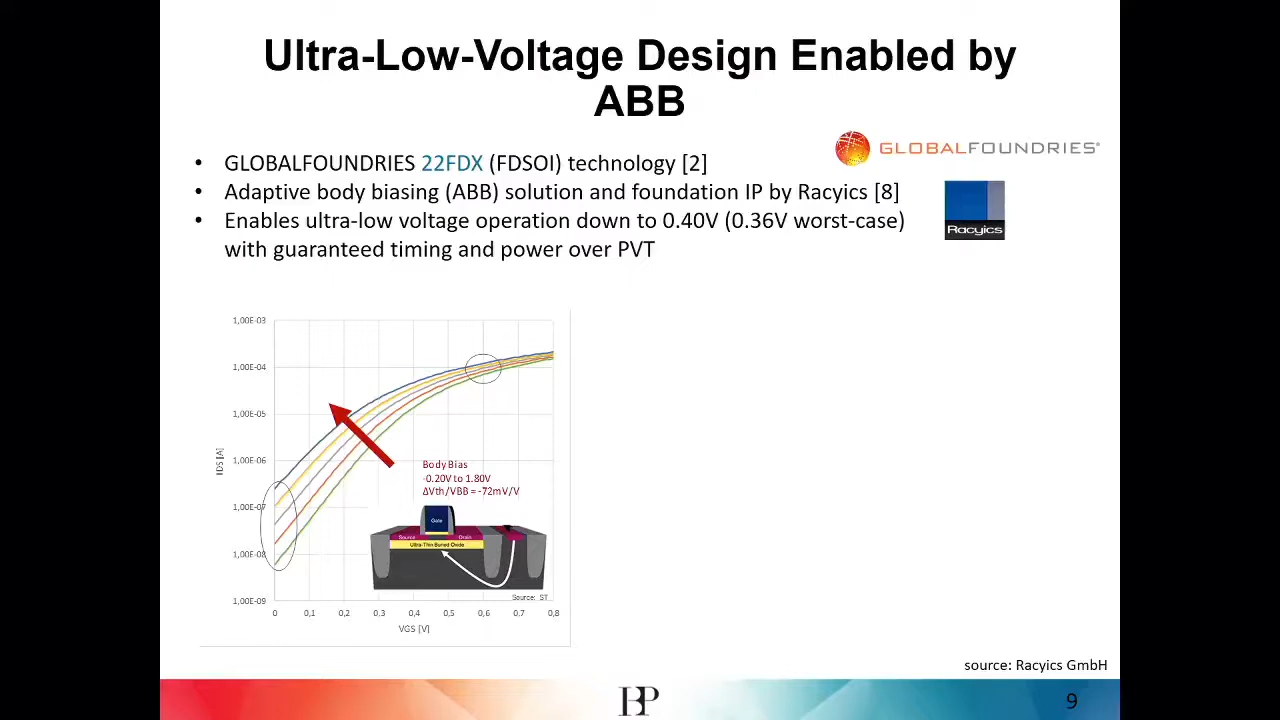 Ultra-Low-Voltage Design Enabled by
ABB
GLOBALFOUNDRIES®
• GLOBALFOUNDRIES 22FDX (FDSOI) technology [2]
• Adaptive body biasing (ABB) solution and foundation IP by Racyics [8]
• Enables ultra-low voltage operation down to 0.40V (0.36V worst-case)
with guaranteed timing and power over PVT
Racyics
1,00E-03
1,00E-04
1,00E-05
1,00E-06
1,00E-07
1,00E-08
1,00E-09
IDS [A]
Body Bias
-0.20V to 1.80V
ΔVth/VBB = -72mV/V
Gate
Source Drain
Ultra-Thin Buried Oxide
Source: ST
0 0,1 0,2 0,3 0,4 0,5 0,6 0,7 0,8
VGS [V]
source: Racyics GmbH
BP
9